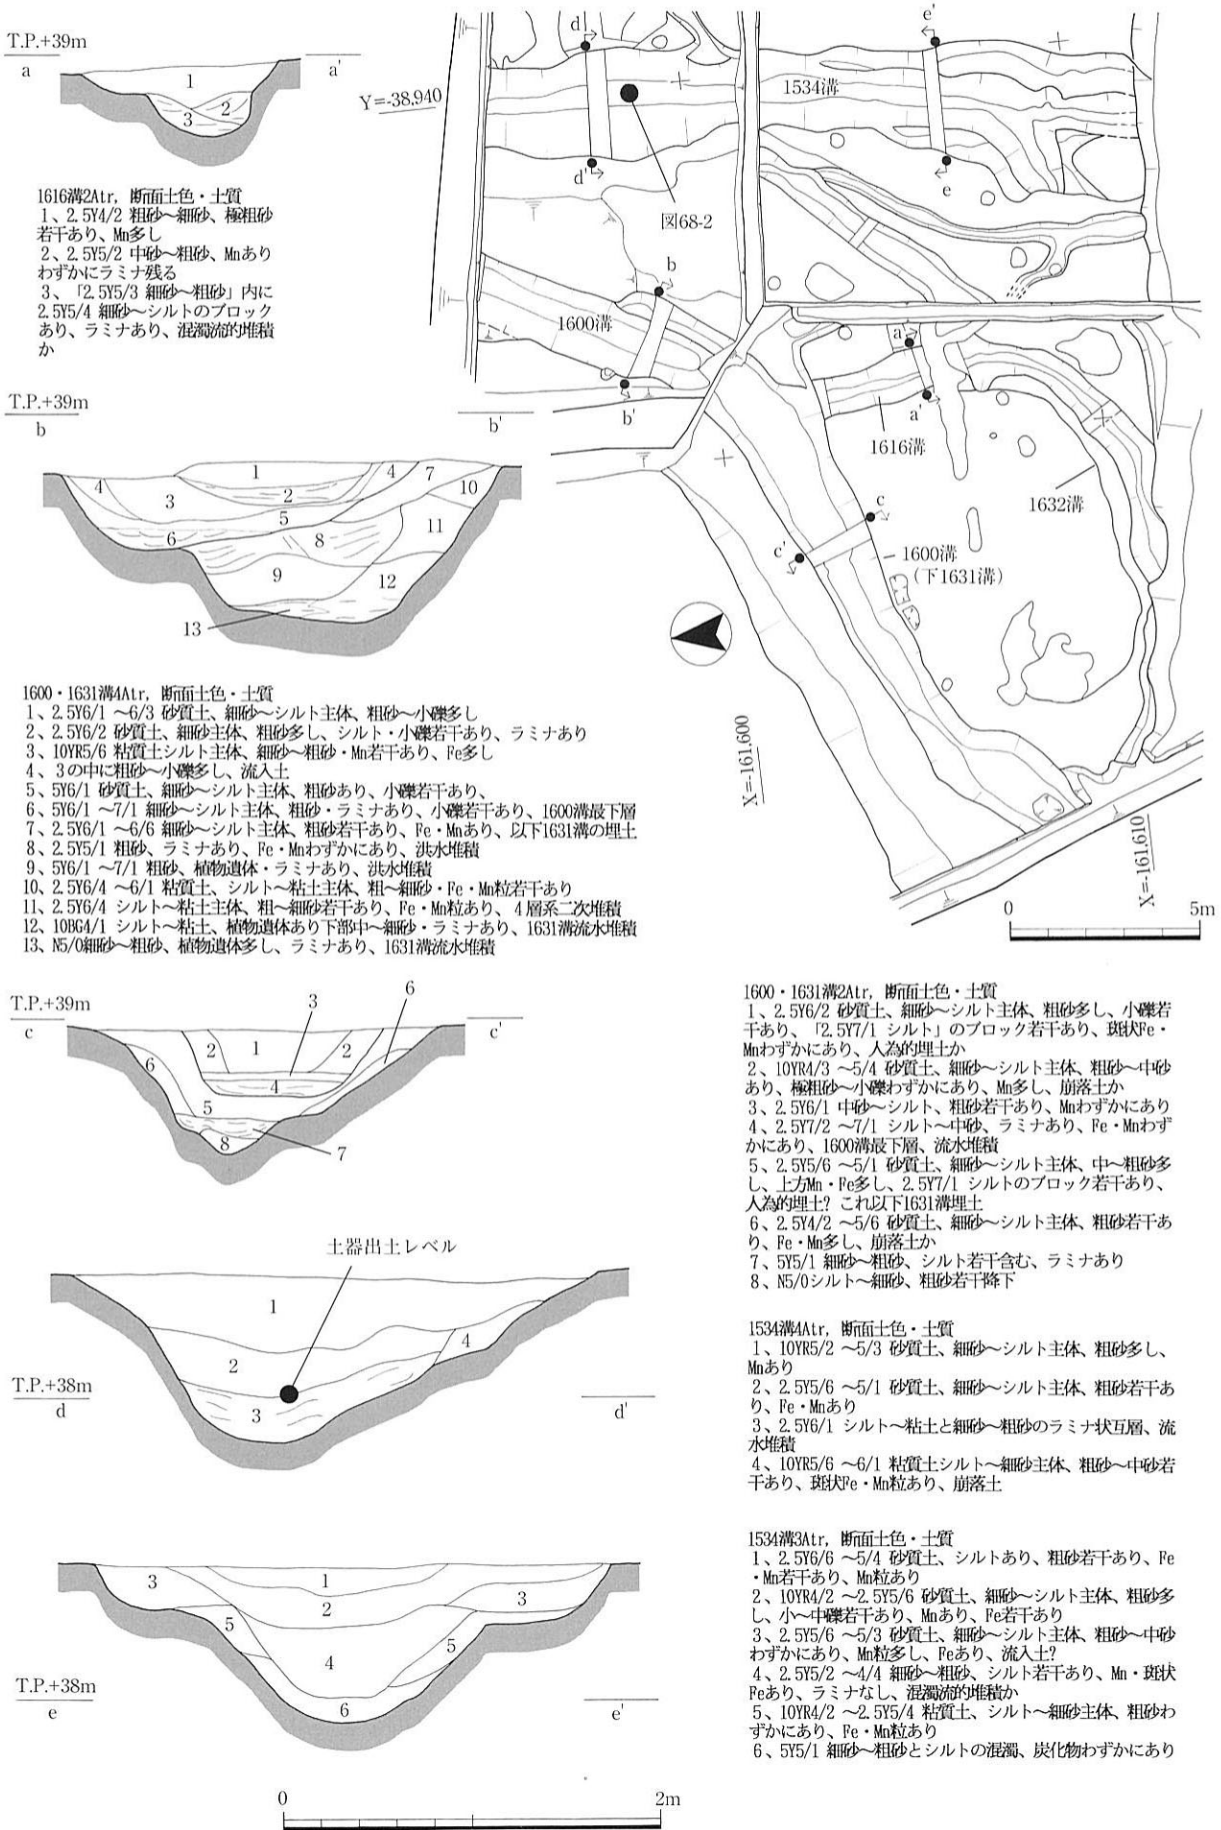 T.P.+39m
a
a'
1
2
3
1616溝2Atr, 断面土色・土質
1、2.5Y4/2 粗砂～細砂、極粗砂
若干あり、Mn多し
2、2.5Y5/2 中砂～粗砂、Mnあり
わずかにラミナ残る
3、「2.5Y5/3 細砂～粗砂」内に
2.5Y5/4 細砂～シルトのブロック
あり、ラミナあり、混濁流的堆積
か
d
d'
e'
e
Y=-38,940
1534溝
図68-2
b
b'
1600溝
a
a'
1616溝
1632溝
c
c'
1600溝
(下1631溝)
X=-161,600
X=-161,610
0
5m
T.P.+39m
b
b'
1
2
3
4
4
5
6
7
8
9
10
11
12
13
1600・1631溝4Atr, 断面土色・土質
1、2.5Y6/1 ～6/3 砂質土、細砂～シルト主体、粗砂～小礫多し
2、2.5Y6/2 砂質土、細砂主体、粗砂多し、シルト・小礫若干あり、ラミナあり
3、10YR5/6 粘質土シルト主体、細砂～粗砂・Mn若干あり、Fe多し
4、3の中に粗砂～小礫多し、流入土
5、5Y6/1 砂質土、細砂～シルト主体、粗砂あり、小礫若干あり、
6、5Y6/1 ～7/1 細砂～シルト主体、粗砂・ラミナあり、小礫若干あり、1600溝最下層
7、2.5Y6/1 ～6/6 細砂～シルト主体、粗砂若干あり、Fe・Mnあり、以下1631溝の埋土
8、2.5Y5/1 粗砂、ラミナあり、Fe・Mnわずかにあり、洪水堆積
9、5Y6/1 ～7/1 粗砂、植物遺体・ラミナあり、洪水堆積
10、2.5Y6/4 ～6/1 粘質土、シルト～粘土主体、粗～細砂・Fe・Mn粒若干あり
11、2.5Y6/4 シルト～粘土主体、粗～細砂若干あり、Fe・Mn粒あり、4層系二次堆積
12、10BG4/1 シルト～粘土、植物遺体あり下部中～細砂・ラミナあり、1631溝流水堆積
13、N5/0細砂～粗砂、植物遺体多し、ラミナあり、1631溝流水堆積
T.P.+39m
c
c'
1
2
2
3
4
5
6
6
7
8
1600・1631溝2Atr, 断面土色・土質
1、2.5Y6/2 砂質土、細砂～シルト主体、粗砂多し、小礫若
干あり、「2.5Y7/1 シルト」のブロック若干あり、斑状Fe・
Mnわずかにあり、人為的埋土か
2、10YR4/3 ～5/4 砂質土、細砂～シルト主体、粗砂～中砂
あり、極粗砂～小礫わずかにあり、Mn多し、崩落土か
3、2.5Y6/1 中砂～シルト、粗砂若干あり、Mnわずかにあり
4、2.5Y7/2 ～7/1 シルト～中砂、ラミナあり、Fe・Mnわず
かにあり、1600溝最下層、流水堆積
5、2.5Y5/6 ～5/1 砂質土、細砂～シルト主体、中～粗砂多
し、上方Mn・Fe多し、2.5Y7/1 シルトのブロック若干あり、
人為的埋土? これ以下1631溝埋土
6、2.5Y4/2 ～5/6 砂質土、細砂～シルト主体、粗砂若干あ
り、Fe・Mn多し、崩落土か
7、5Y5/1 細砂～粗砂、シルト若干含む、ラミナあり
8、N5/0シルト～細砂、粗砂若干降下
土器出土レベル
T.P.+38m
d
d'
1
2
3
4
1534溝4Atr, 断面土色・土質
1、10YR5/2 ～5/3 砂質土、細砂～シルト主体、粗砂多し、
Mnあり
2、2.5Y5/6 ～5/1 砂質土、細砂～シルト主体、粗砂若干あ
り、Fe・Mnあり
3、2.5Y6/1 シルト～粘土と細砂～粗砂のラミナ状互層、流
水堆積
4、10YR5/6 ～6/1 粘質土シルト～細砂主体、粗砂～中砂若
干あり、斑状Fe・Mn粒あり、崩落土
T.P.+38m
e
e'
1
2
3
3
4
5
5
6
1534溝3Atr, 断面土色・土質
1、2.5Y6/6 ～5/4 砂質土、シルトあり、粗砂若干あり、Fe
・Mn若干あり、Mn粒あり
2、10YR4/2 ～2.5Y5/6 砂質土、細砂～シルト主体、粗砂多
し、小～中礫若干あり、Mnあり、Fe若干あり
3、2.5Y5/6 ～5/3 砂質土、細砂～シルト主体、粗砂～中砂
わずかにあり、Mn粒多し、Feあり、流入土?
4、2.5Y5/2 ～4/4 細砂～粗砂、シルト若干あり、Mn・斑状
Feあり、ラミナなし、混濁流的堆積か
5、10YR4/2 ～2.5Y5/4 粘質土、シルト～細砂主体、粗砂わ
ずかにあり、Fe・Mn粒あり
6、5Y5/1 細砂～粗砂とシルトの混濁、炭化物わずかにあり
0
2m